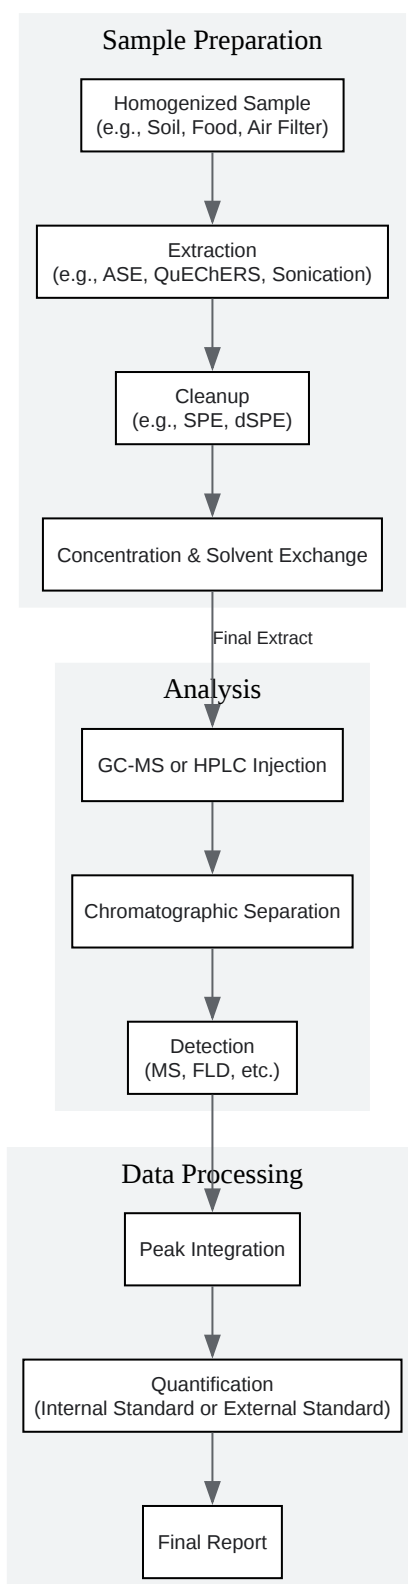 Sample Preparation
Homogenized Sample
(e.g., Soil, Food, Air Filter)
Extraction
(e.g., ASE, QuEChERS, Sonication)
Cleanup
(e.g., SPE, dSPE)
Concentration & Solvent Exchange
Final Extract
Analysis
GC-MS or HPLC Injection
Chromatographic Separation
Detection
(MS, FLD, etc.)
Data Processing
Peak Integration
Quantification
(Internal Standard or External Standard)
Final Report